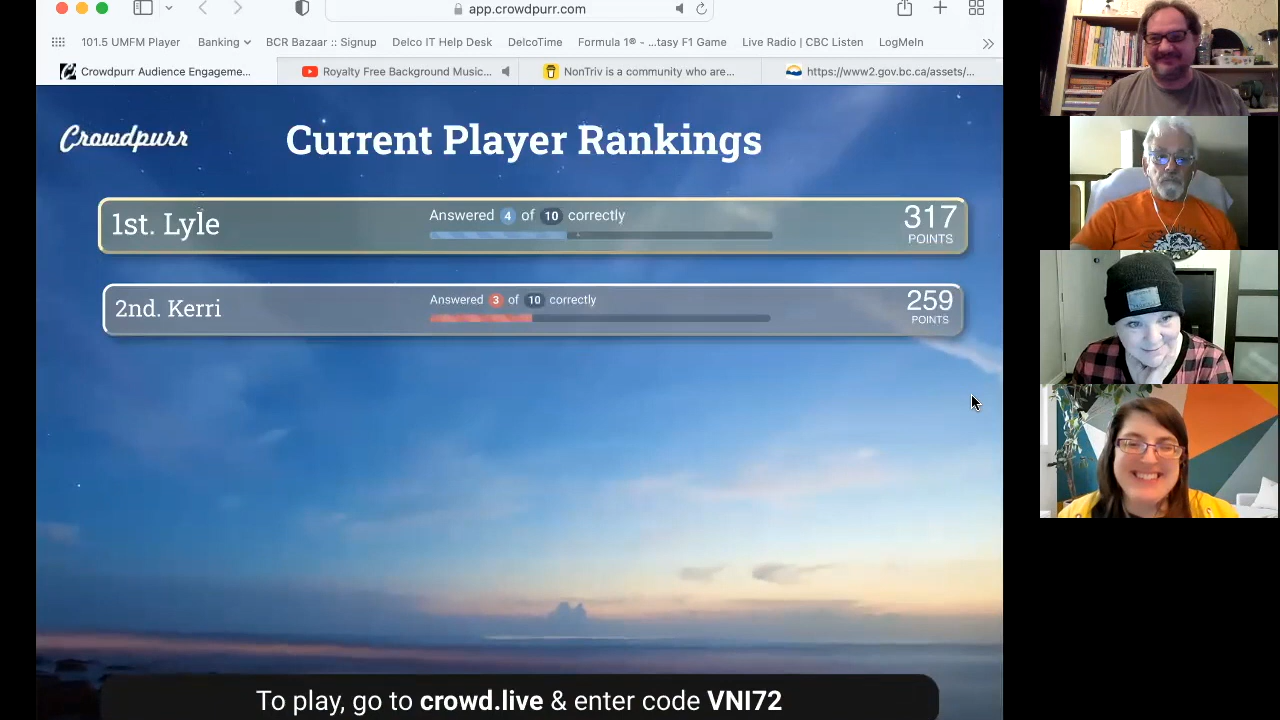 app.crowdpurr.com
101.5 UMFM Player Banking BCR Bazaar :: Signup Delco IT Help Desk DelcoTime Formula 1® - ...tasy F1 Game Live Radio | CBC Listen LogMeIn
Crowdpurr Audience Engageme... Royalty Free Background Music... NonTriv is a community who are... https://www2.gov.bc.ca/assets/...
Crowdpurr
Current Player Rankings
1st. Lyle
Answered 4 of 10 correctly
317
POINTS
2nd. Kerri
Answered 3 of 10 correctly
259
POINTS
To play, go to crowd.live & enter code VNI72